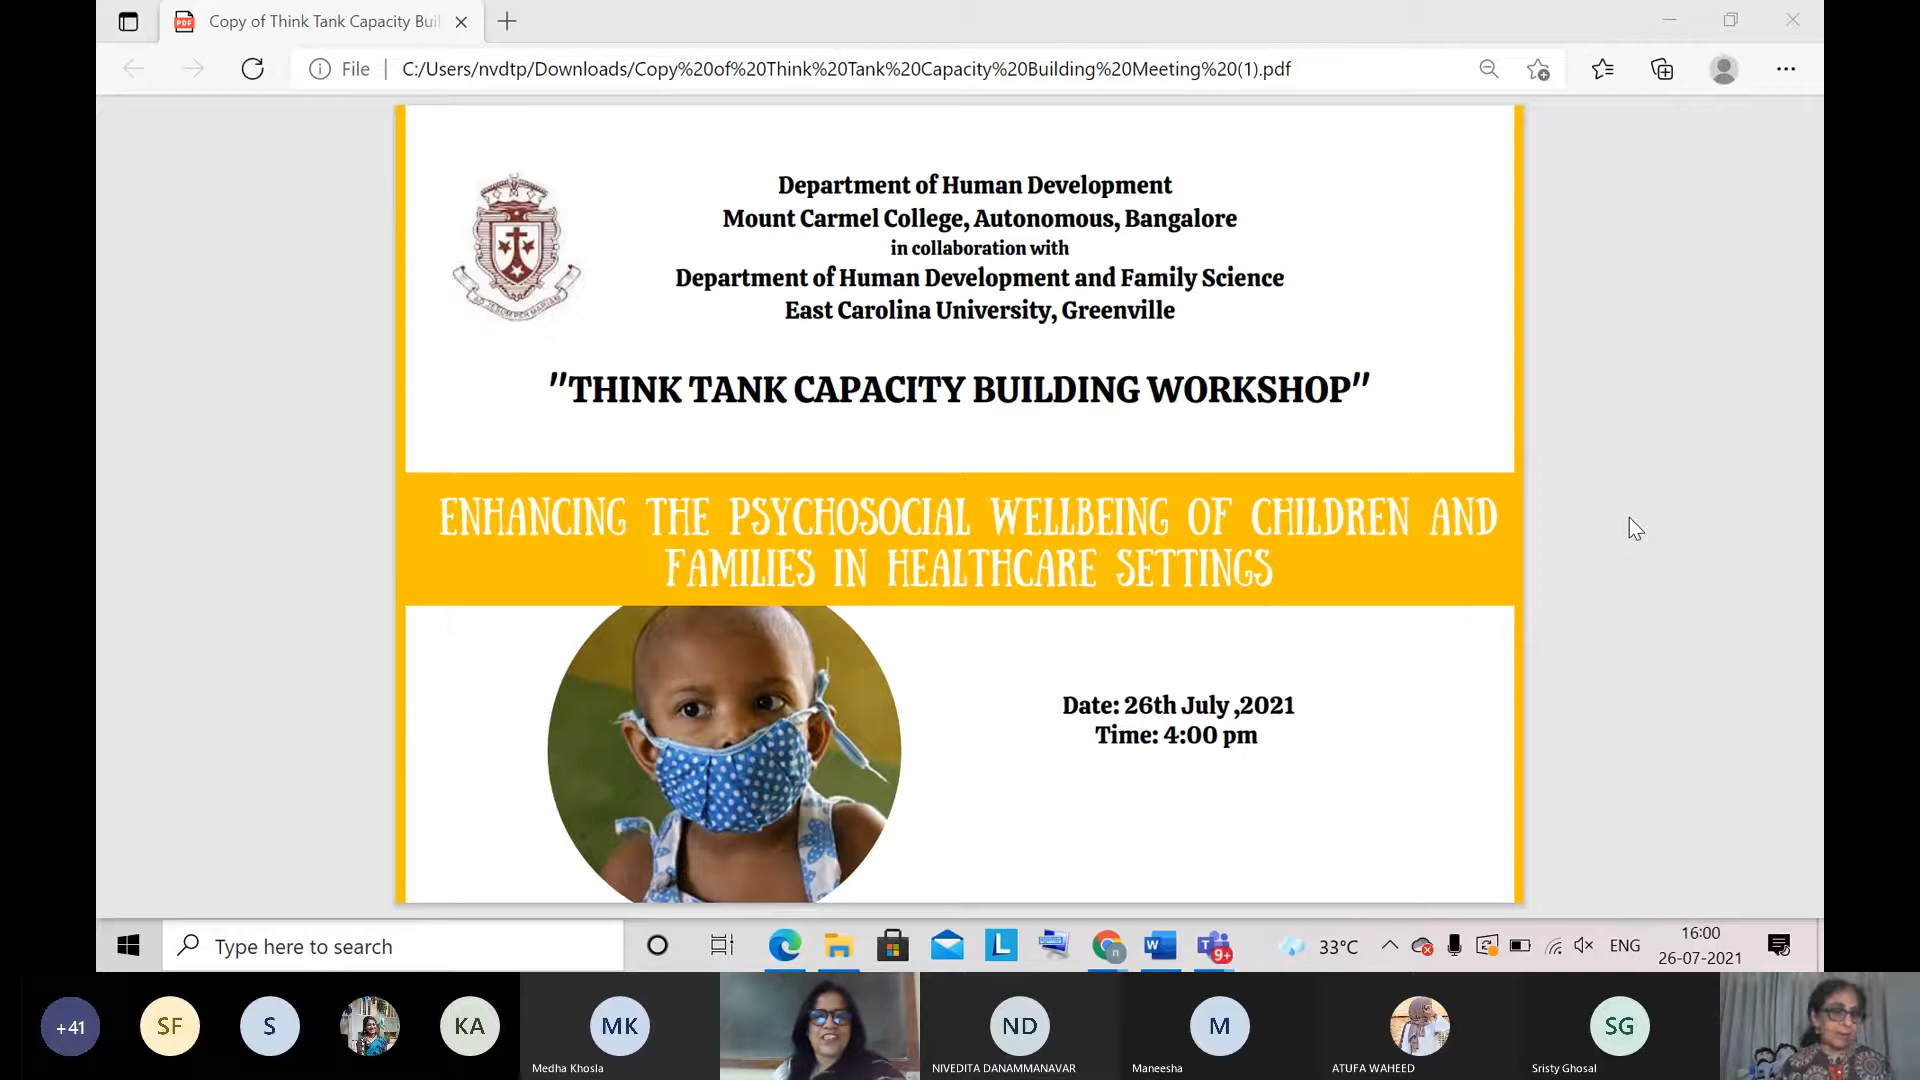 Copy of Think Tank Capacity Buil
File
C:/Users/nvdtp/Downloads/Copy%20of%20Think%20Tank%20Capacity%20Building%20Meeting%20(1).pdf
Department of Human Development
Mount Carmel College, Autonomous, Bangalore
in collaboration with
Department of Human Development and Family Science
East Carolina University, Greenville
"THINK TANK CAPACITY BUILDING WORKSHOP"
ENHANCING THE PSYCHOSOCIAL WELLBEING OF CHILDREN AND
FAMILIES IN HEALTHCARE SETTINGS
Date: 26th July ,2021
Time: 4:00 pm
Type here to search
9+
33°C
ENG
16:00
26-07-2021
+41
SF
S
KA
MK
ND
M
SG
Medha Khosla
NIVEDITA DANAMMANAVAR
Maneesha
ATUFA WAHEED
Sristy Ghosal